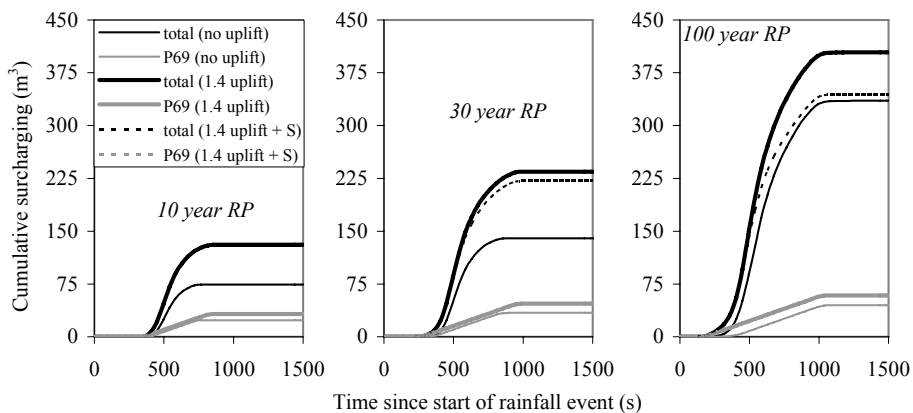 Cumulative surcharging (m³)
450
375
300
225
150
75
0
total (no uplift)
P69 (no uplift)
total (1.4 uplift)
P69 (1.4 uplift)
total (1.4 uplift + S)
P69 (1.4 uplift + S)
10 year RP
0 500 1000 1500
450
375
300
225
150
75
0
30 year RP
0 500 1000 1500
450
375
300
225
150
75
0
100 year RP
0 500 1000 1500
Time since start of rainfall event (s)